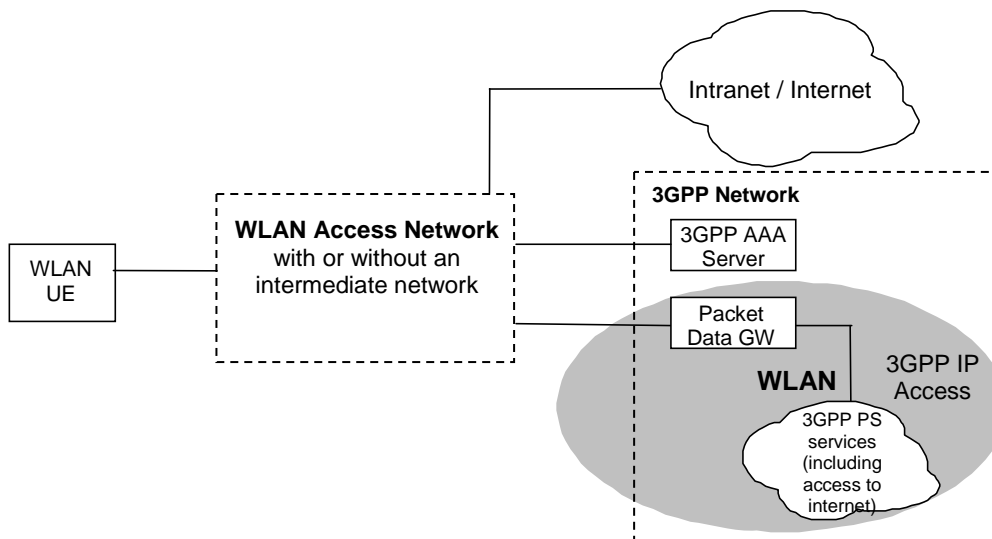 Intranet / Internet
3GPP Network
WLAN Access Network
with or without an
intermediate network
3GPP AAA
Server
WLAN
UE
Packet
Data GW
WLAN
3GPP IP
Access
3GPP PS
services
(including
access to
internet)